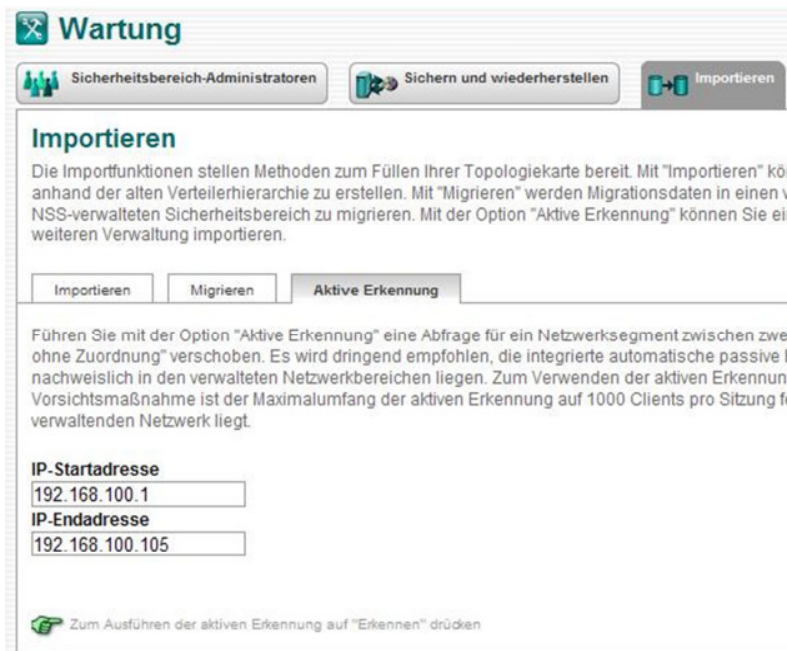 Wartung
Sicherheitsbereich-Administratoren
Sichern und wiederherstellen
Importieren
Importieren
Die Importfunktionen stellen Methoden zum Füllen Ihrer Topologiekarte bereit. Mit "Importieren" kö
anhand der alten Verteilerhierarchie zu erstellen. Mit "Migrieren" werden Migrationsdaten in einen v
NSS-verwalteten Sicherheitsbereich zu migrieren. Mit der Option "Aktive Erkennung" können Sie ei
weiteren Verwaltung importieren.
Importieren
Migrieren
Aktive Erkennung
Führen Sie mit der Option "Aktive Erkennung" eine Abfrage für ein Netzwerksegment zwischen zwe
ohne Zuordnung" verschoben. Es wird dringend empfohlen, die integrierte automatische passive
nachweislich in den verwalteten Netzwerkbereichen liegen. Zum Verwenden der aktiven Erkennun
Vorsichtsmaßnahme ist der Maximalumfang der aktiven Erkennung auf 1000 Clients pro Sitzung fe
verwaltenden Netzwerk liegt.
IP-Startadresse
192.168.100.1
IP-Endadresse
192.168.100.105
Zum Ausführen der aktiven Erkennung auf "Erkennen" drücken